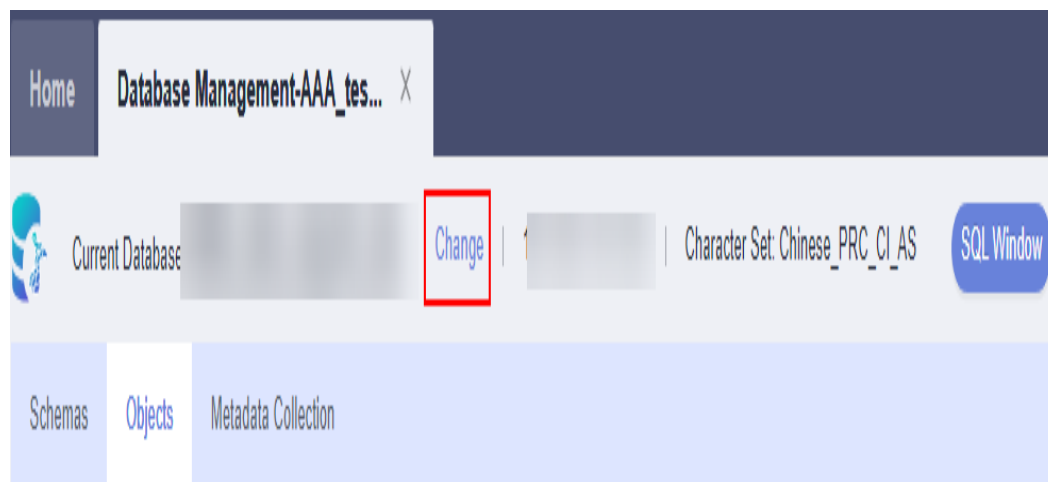 Home Database Management-AAA_tes... X
Current Database Change | | Character Set: Chinese_PRC_CI_AS SQL Window
Schemas Objects Metadata Collection